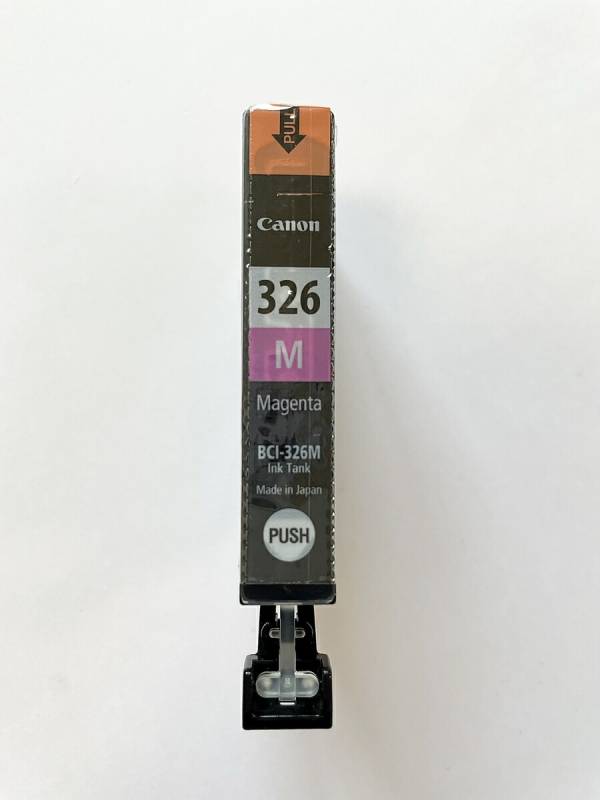 PULL
Canon
326
M
Magenta
BCI-326M
Ink Tank
Made in Japan
PUSH